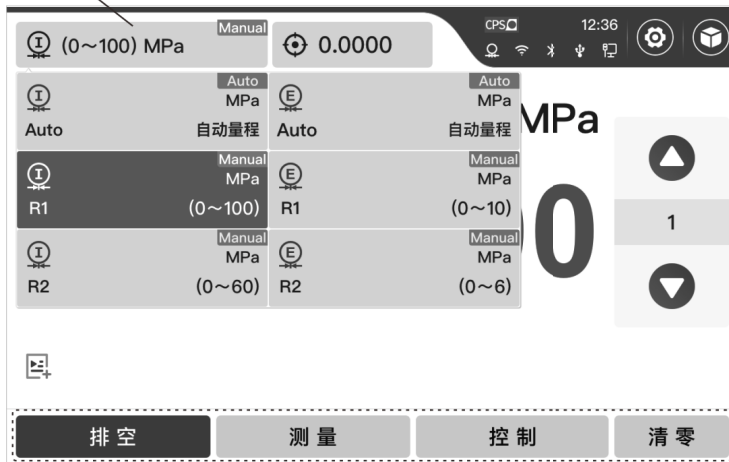 Manual
(0～100) MPa
0.0000
CPS
12:36
Auto
MPa
Auto 自动量程
Auto
MPa
Auto 自动量程
MPa
Manual
MPa
R1 (0～100)
Manual
MPa
R1 (0～10)
Manual
MPa
R2 (0～60)
Manual
MPa
R2 (0～6)
0
1
排空 测量 控制 清零